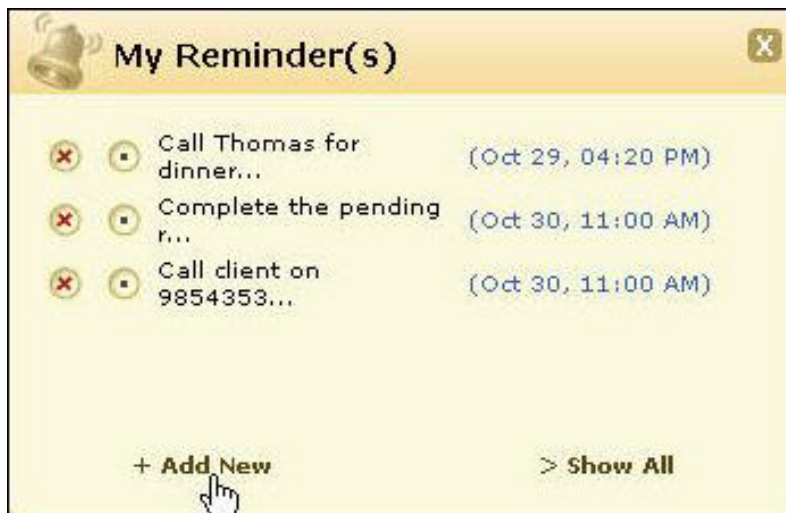 My Reminder(s)
X
Call Thomas for
dinner...
(Oct 29, 04:20 PM)
Complete the pending
r...
(Oct 30, 11:00 AM)
Call client on
9854353...
(Oct 30, 11:00 AM)
+ Add New
> Show All